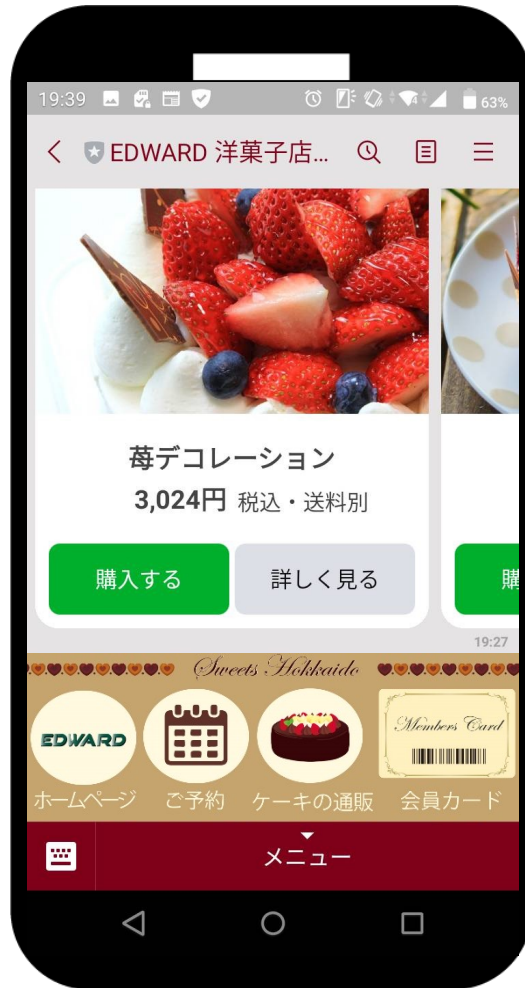 19:39
63%
EDWARD 洋菓子店...
苺デコレーション
3,024円 税込・送料別
購入する
詳しく見る
購
19:27
Sweets Hokkaido
EDWARD
Members Card
ホームページ
ご予約
ケーキの通販
会員カード
メニュー